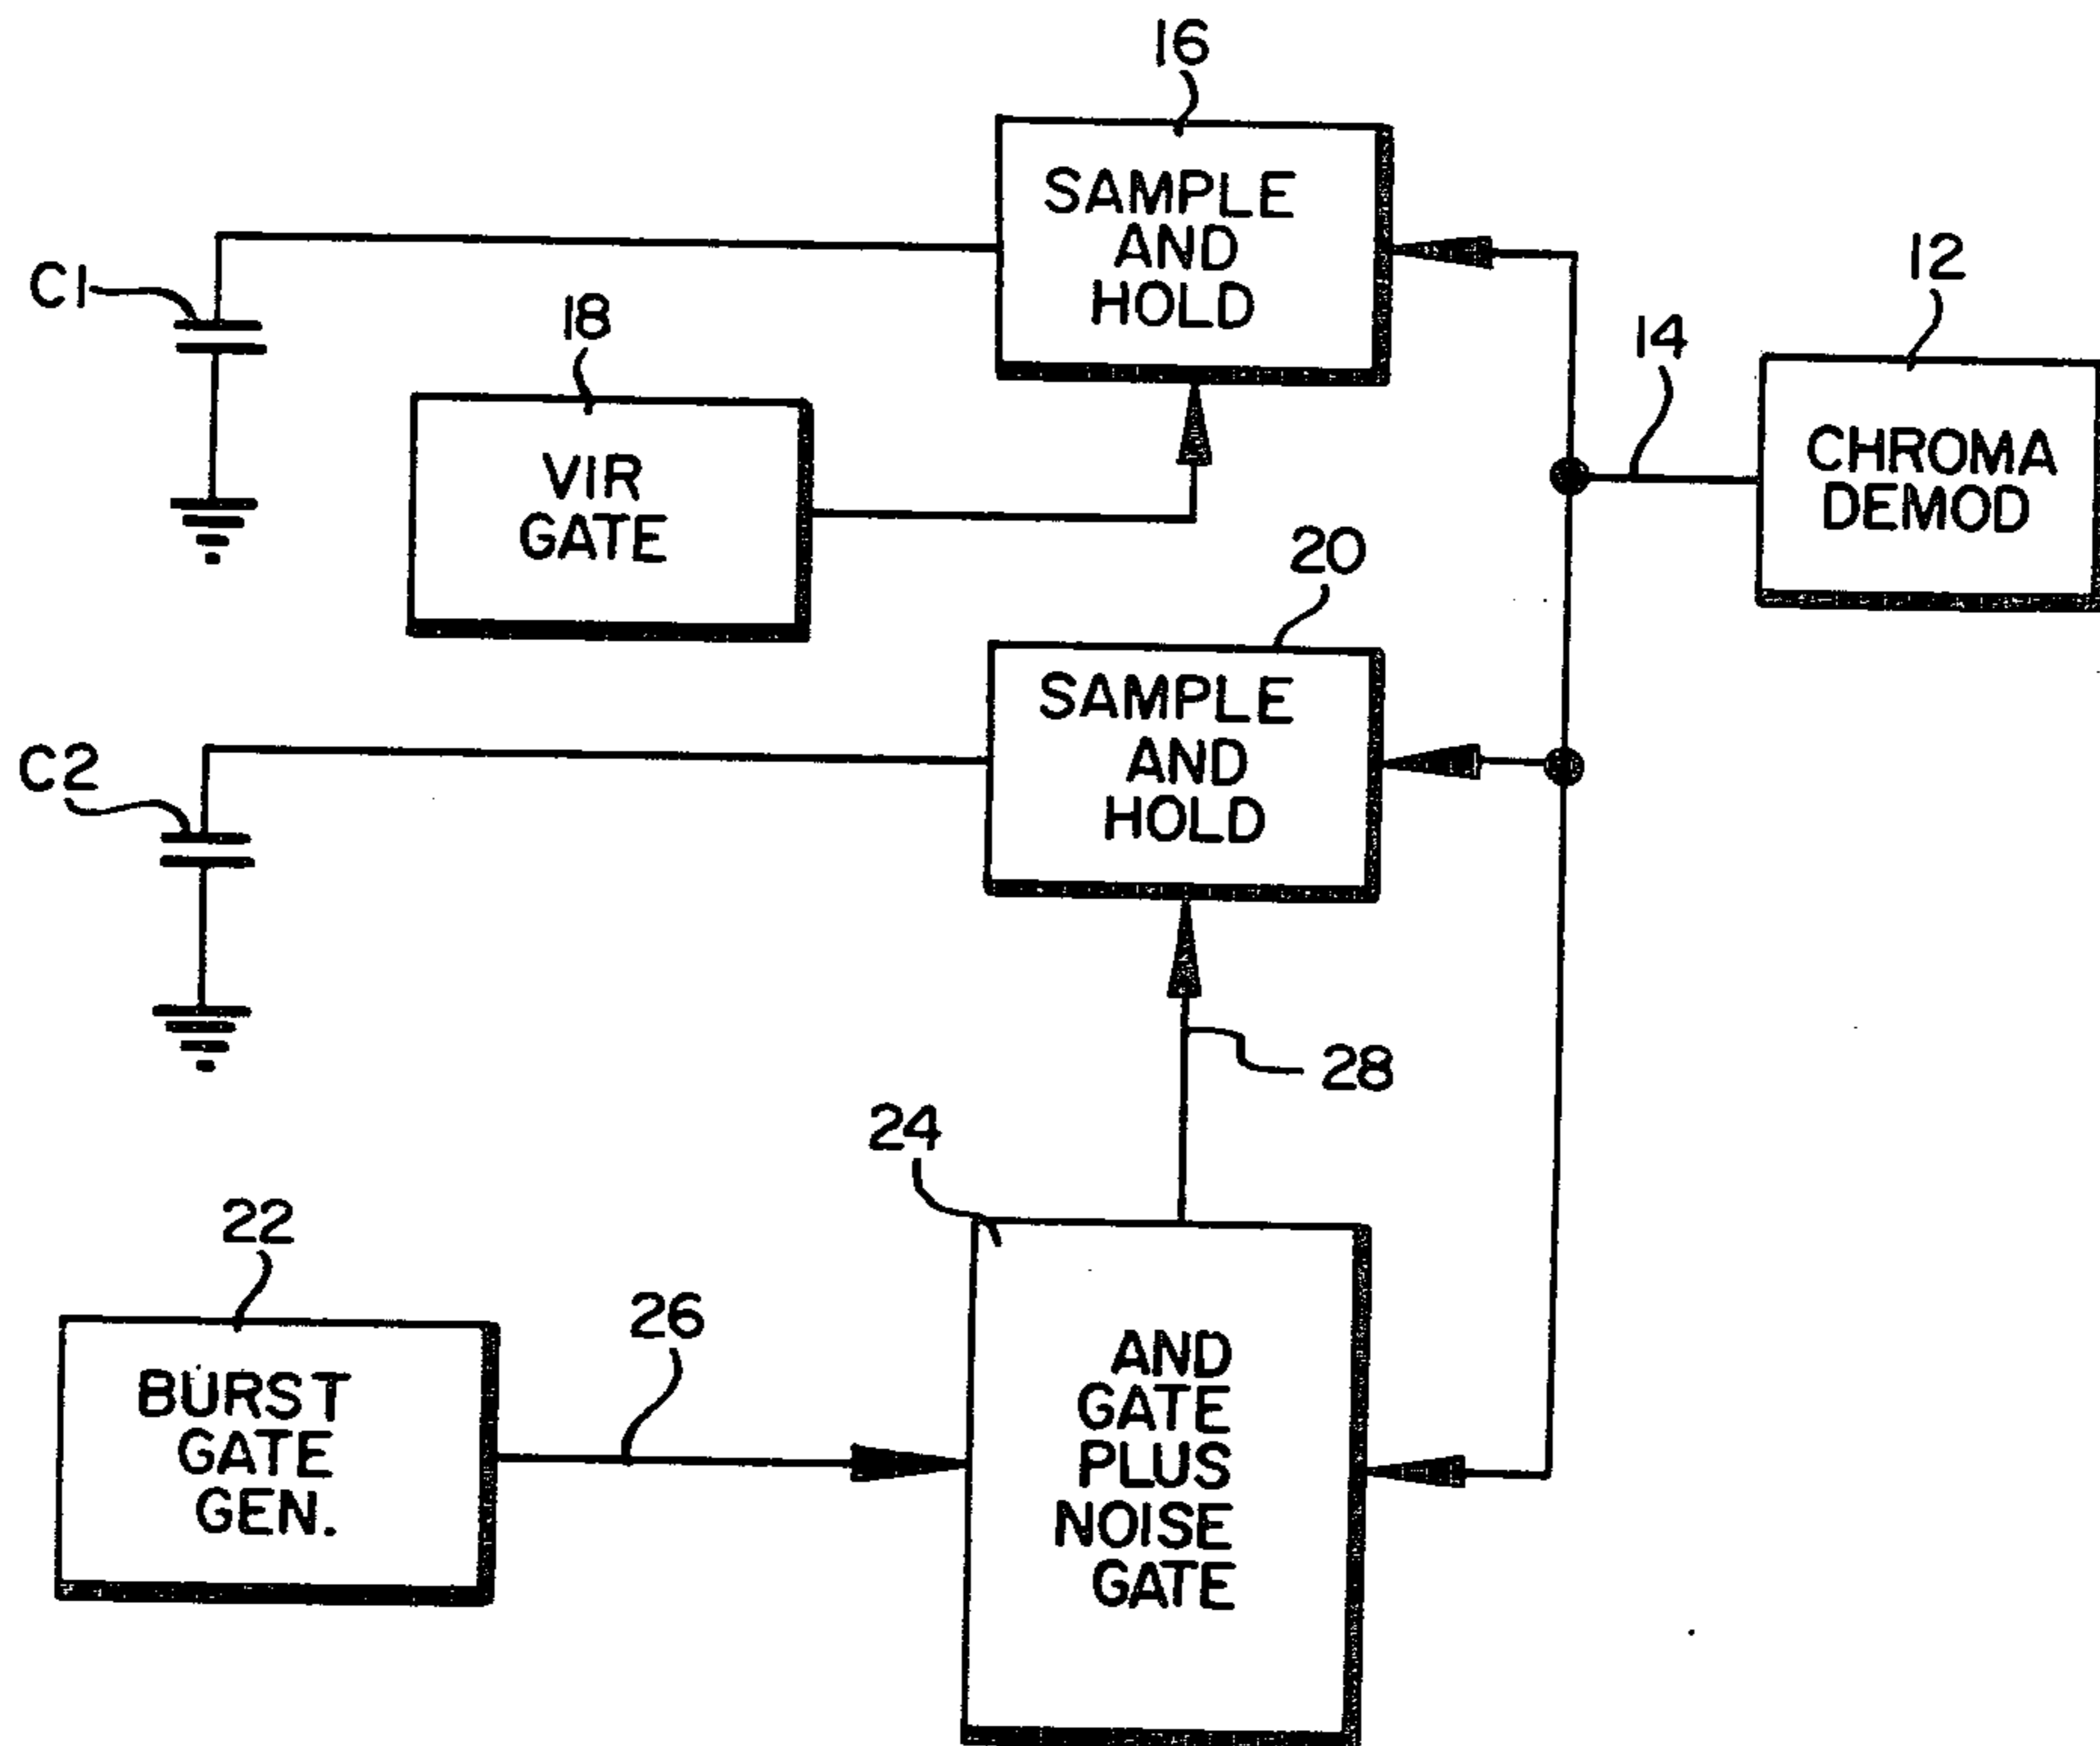 16
SAMPLE
AND
HOLD
12
C1
18
14
CHROMA
DEMOD
VIR
GATE
20
SAMPLE
AND
HOLD
C2
28
24
22
26
BURST
GATE
GEN.
AND
GATE
PLUS
NOISE
GATE